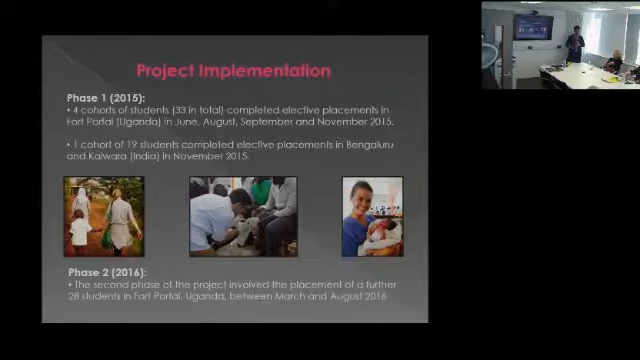 Project Implementation
Phase 1 (2015):
• 4 cohorts of students (33 in total) completed elective placements in
Fort Portal (Uganda) in June, August, September and November 2015.
• 1 cohort of 19 students completed elective placements in Bengaluru
and Kaiwara (India) in November 2015.
Phase 2 (2016):
• The second phase of the project involved the placement of a further
28 students in Fort Portal, Uganda, between March and August 2016